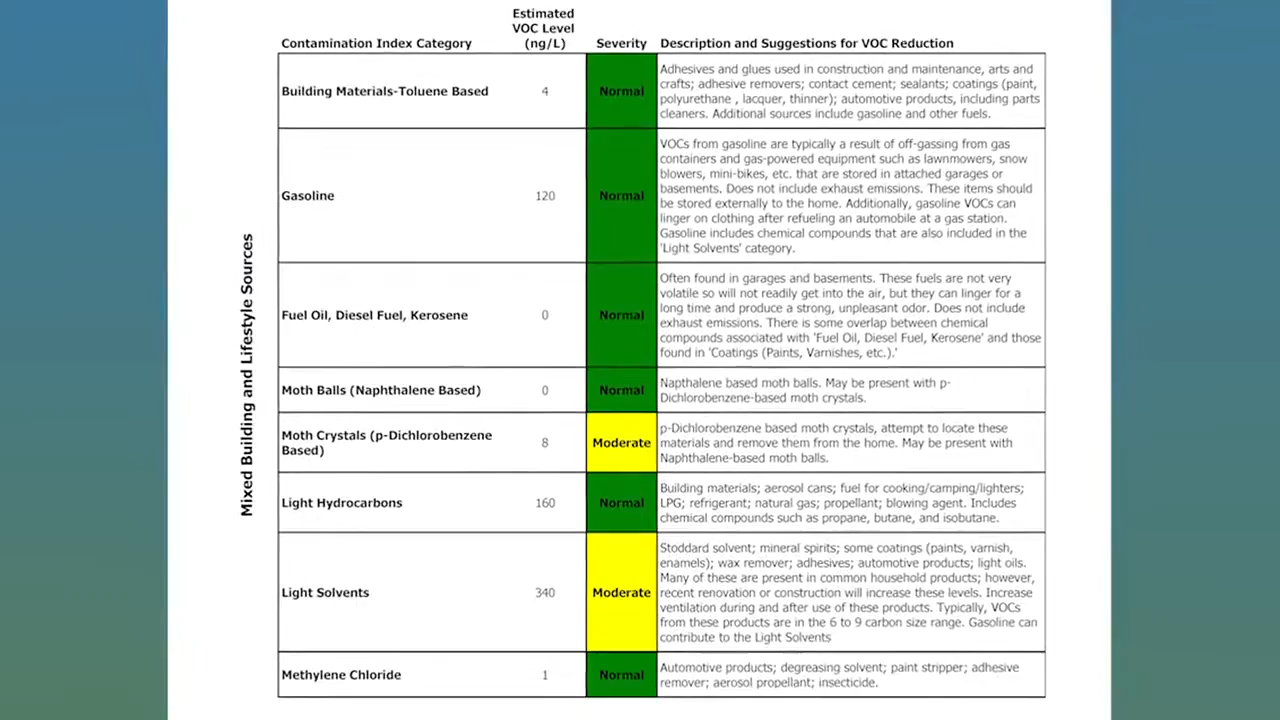 Estimated
VOC Level
Contamination Index Category (ng/L) Severity Description and Suggestions for VOC Reduction
Mixed Building and Lifestyle Sources
Building Materials-Toluene Based 4 Normal
Adhesives and glues used in construction and maintenance, arts and
crafts; adhesive removers; contact cement; sealants; coatings (paint,
polyurethane , lacquer, thinner); automotive products, including parts
cleaners. Additional sources include gasoline and other fuels.
Gasoline 120 Normal
VOCs from gasoline are typically a result of off-gassing from gas
containers and gas-powered equipment such as lawnmowers, snow
blowers, mini-bikes, etc. that are stored in attached garages or
basements. Does not include exhaust emissions. These items should
be stored externally to the home. Additionally, gasoline VOCs can
linger on clothing after refueling an automobile at a gas station.
Gasoline includes chemical compounds that are also included in the
'Light Solvents' category.
Fuel Oil, Diesel Fuel, Kerosene 0 Normal
Often found in garages and basements. These fuels are not very
volatile so will not readily get into the air, but they can linger for a
long time and produce a strong, unpleasant odor. Does not include
exhaust emissions. There is some overlap between chemical
compounds associated with 'Fuel Oil, Diesel Fuel, Kerosene' and those
found in 'Coatings (Paints, Varnishes, etc.).'
Moth Balls (Naphthalene Based) 0 Normal
Napthalene based moth balls. May be present with p-
Dichlorobenzene-based moth crystals.
Moth Crystals (p-Dichlorobenzene
Based) 8 Moderate
p-Dichlorobenzene based moth crystals, attempt to locate these
materials and remove them from the home. May be present with
Naphthalene-based moth balls.
Light Hydrocarbons 160 Normal
Building materials; aerosol cans; fuel for cooking/camping/lighters;
LPG; refrigerant; natural gas; propellant; blowing agent. Includes
chemical compounds such as propane, butane, and isobutane.
Light Solvents 340 Moderate
Stoddard solvent; mineral spirits; some coatings (paints, varnish,
enamels); wax remover; adhesives; automotive products; light oils.
Many of these are present in common household products; however,
recent renovation or construction will increase these levels. Increase
ventilation during and after use of these products. Typically, VOCs
from these products are in the 6 to 9 carbon size range. Gasoline can
contribute to the Light Solvents
Methylene Chloride 1 Normal
Automotive products; degreasing solvent; paint stripper; adhesive
remover; aerosol propellant; insecticide.